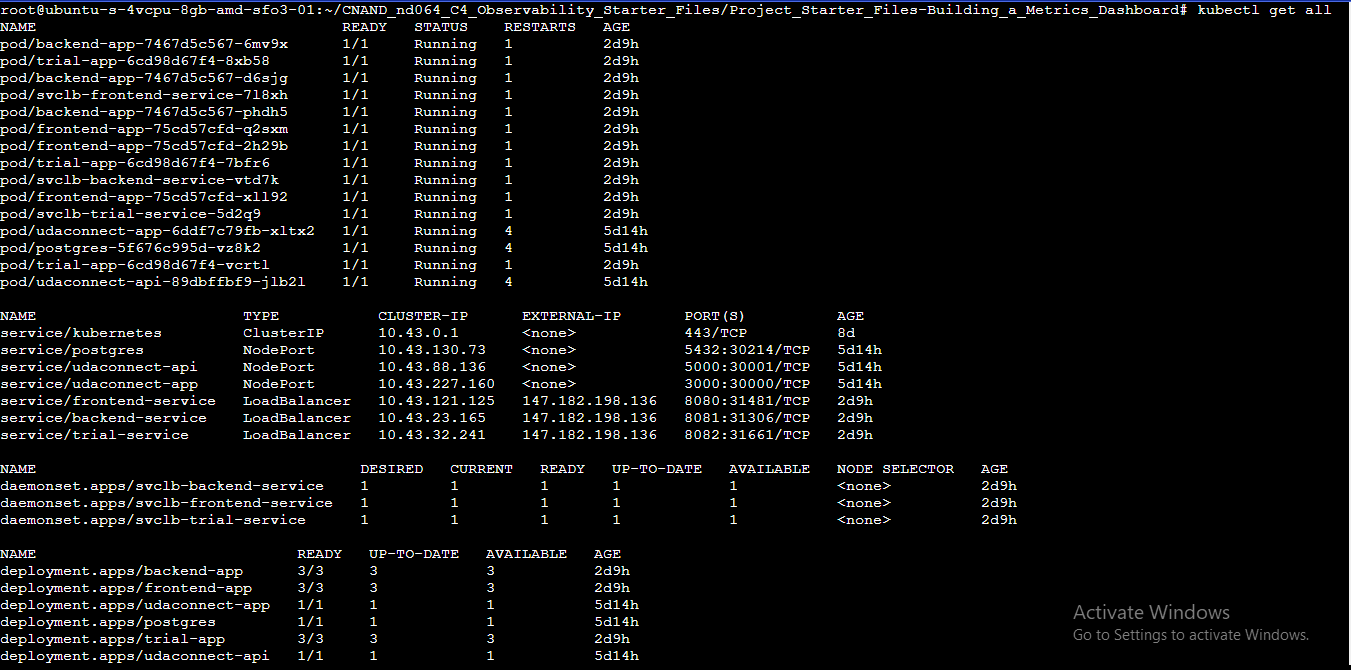 root@ubuntu-s-4vcpu-8gb-amd-sfo3-01:~/CNAND_nd064_C4_Observability_Starter_Files/Project_Starter_Files-Building_a_Metrics_Dashboard# kubectl get all
NAME READY STATUS RESTARTS AGE
pod/backend-app-7467d5c567-6mv9x 1/1 Running 1 2d9h
pod/trial-app-6cd98d67f4-8xb58 1/1 Running 1 2d9h
pod/backend-app-7467d5c567-d6sjg 1/1 Running 1 2d9h
pod/svclb-frontend-service-7l8xh 1/1 Running 1 2d9h
pod/backend-app-7467d5c567-phdh5 1/1 Running 1 2d9h
pod/frontend-app-75cd57cfd-q2sxm 1/1 Running 1 2d9h
pod/frontend-app-75cd57cfd-2h29b 1/1 Running 1 2d9h
pod/trial-app-6cd98d67f4-7bfr6 1/1 Running 1 2d9h
pod/svclb-backend-service-vtd7k 1/1 Running 1 2d9h
pod/frontend-app-75cd57cfd-xll92 1/1 Running 1 2d9h
pod/svclb-trial-service-5d2q9 1/1 Running 1 2d9h
pod/udaconnect-app-6ddf7c79fb-xltx2 1/1 Running 4 5d14h
pod/postgres-5f676c995d-vz8k2 1/1 Running 4 5d14h
pod/trial-app-6cd98d67f4-vcrtl 1/1 Running 1 2d9h
pod/udaconnect-api-89dbffbf9-jlb2l 1/1 Running 4 5d14h
NAME TYPE CLUSTER-IP EXTERNAL-IP PORT(S) AGE
service/kubernetes ClusterIP 10.43.0.1 <none> 443/TCP 8d
service/postgres NodePort 10.43.130.73 <none> 5432:30214/TCP 5d14h
service/udaconnect-api NodePort 10.43.88.136 <none> 5000:30001/TCP 5d14h
service/udaconnect-app NodePort 10.43.227.160 <none> 3000:30000/TCP 5d14h
service/frontend-service LoadBalancer 10.43.121.125 147.182.198.136 8080:31481/TCP 2d9h
service/backend-service LoadBalancer 10.43.23.165 147.182.198.136 8081:31306/TCP 2d9h
service/trial-service LoadBalancer 10.43.32.241 147.182.198.136 8082:31661/TCP 2d9h
NAME DESIRED CURRENT READY UP-TO-DATE AVAILABLE NODE SELECTOR AGE
daemonset.apps/svclb-backend-service 1 1 1 1 1 <none> 2d9h
daemonset.apps/svclb-frontend-service 1 1 1 1 1 <none> 2d9h
daemonset.apps/svclb-trial-service 1 1 1 1 1 <none> 2d9h
NAME READY UP-TO-DATE AVAILABLE AGE
deployment.apps/backend-app 3/3 3 3 2d9h
deployment.apps/frontend-app 3/3 3 3 2d9h
deployment.apps/udaconnect-app 1/1 1 1 5d14h
deployment.apps/postgres 1/1 1 1 5d14h
deployment.apps/trial-app 3/3 3 3 2d9h
deployment.apps/udaconnect-api 1/1 1 1 5d14h
Activate Windows
Go to Settings to activate Windows.